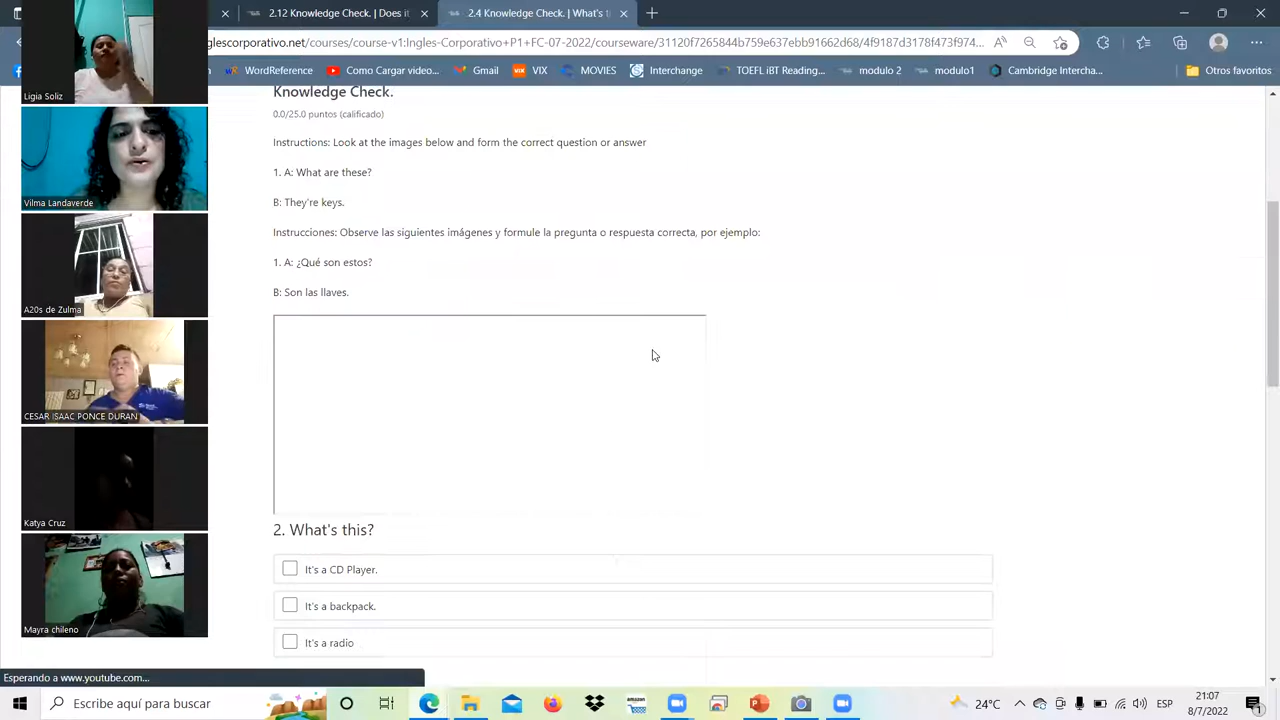 2.12 Knowledge Check. | Does it
2.4 Knowledge Check. | What's t
glescorporativo.net/courses/course-v1:Ingles-Corporativo+P1+FC-07-2022/courseware/31120f7265844b759e637ebb91662d68/4f9187d3178f473f974...
WordReference
Como Cargar video...
Gmail
VIX
MOVIES
Interchange
TOEFL iBT Reading...
modulo 2
modulo1
Cambridge Intercha...
Otros favoritos
Ligia Soliz
Vilma Landaverde
A20s de Zulma
CESAR ISAAC PONCE DURAN
Katya Cruz
Mayra chileno
Knowledge Check.
0.0/25.0 puntos (calificado)
Instructions: Look at the images below and form the correct question or answer
1. A: What are these?
B: They're keys.
Instrucciones: Observe las siguientes imágenes y formule la pregunta o respuesta correcta, por ejemplo:
1. A: ¿Qué son estos?
B: Son las llaves.
2. What's this?
It's a CD Player.
It's a backpack.
It's a radio
Esperando a www.youtube.com...
Escribe aquí para buscar
24°C
ESP
21:07
8/7/2022